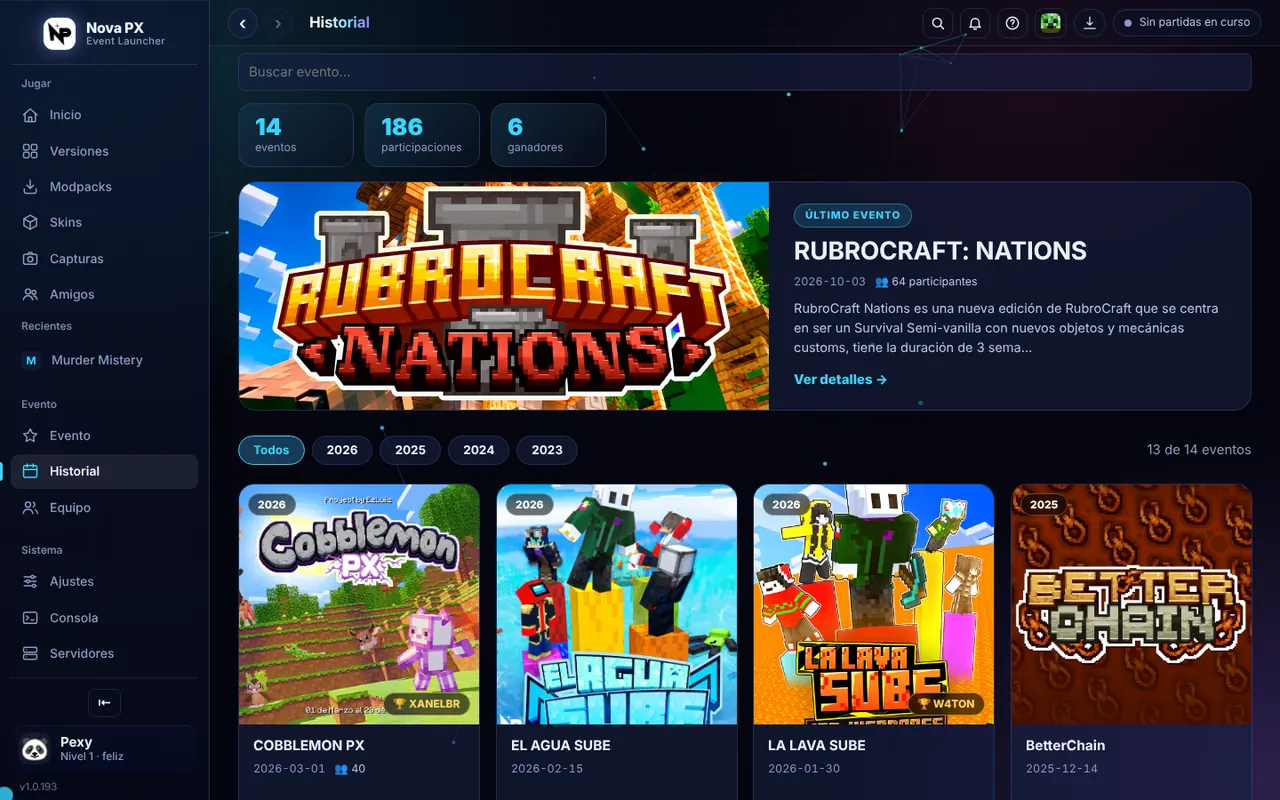 Nova PX
Event Launcher
Jugar
Inicio
Versiones
Modpacks
Skins
Capturas
Amigos
Recientes
M Murder Mistery
Evento
Evento
Historial
Equipo
Sistema
Ajustes
Consola
Servidores
Pexy
Nivel 1 · feliz
v1.0.193
Historial
Sin partidas en curso
Buscar evento...
14
eventos
186
participaciones
6
ganadores
RUBROCRAFT
NATIONS
ÚLTIMO EVENTO
RUBROCRAFT: NATIONS
2026-10-03 64 participantes
RubroCraft Nations es una nueva edición de RubroCraft que se centra
en ser un Survival Semi-vanilla con nuevos objetos y mecánicas
customs, tiene la duración de 3 sema...
Ver detalles →
Todos
2026
2025
2024
2023
13 de 14 eventos
2026
Cobblemon
PX
XANELBR
COBBLEMON PX
2026-03-01 40
2026
EL AGUA
SUBE
EL AGUA SUBE
2026-02-15
2026
LA LAVA
SUBE
W4TON
LA LAVA SUBE
2026-01-30
2025
BETTER
CHAIN
BetterChain
2025-12-14